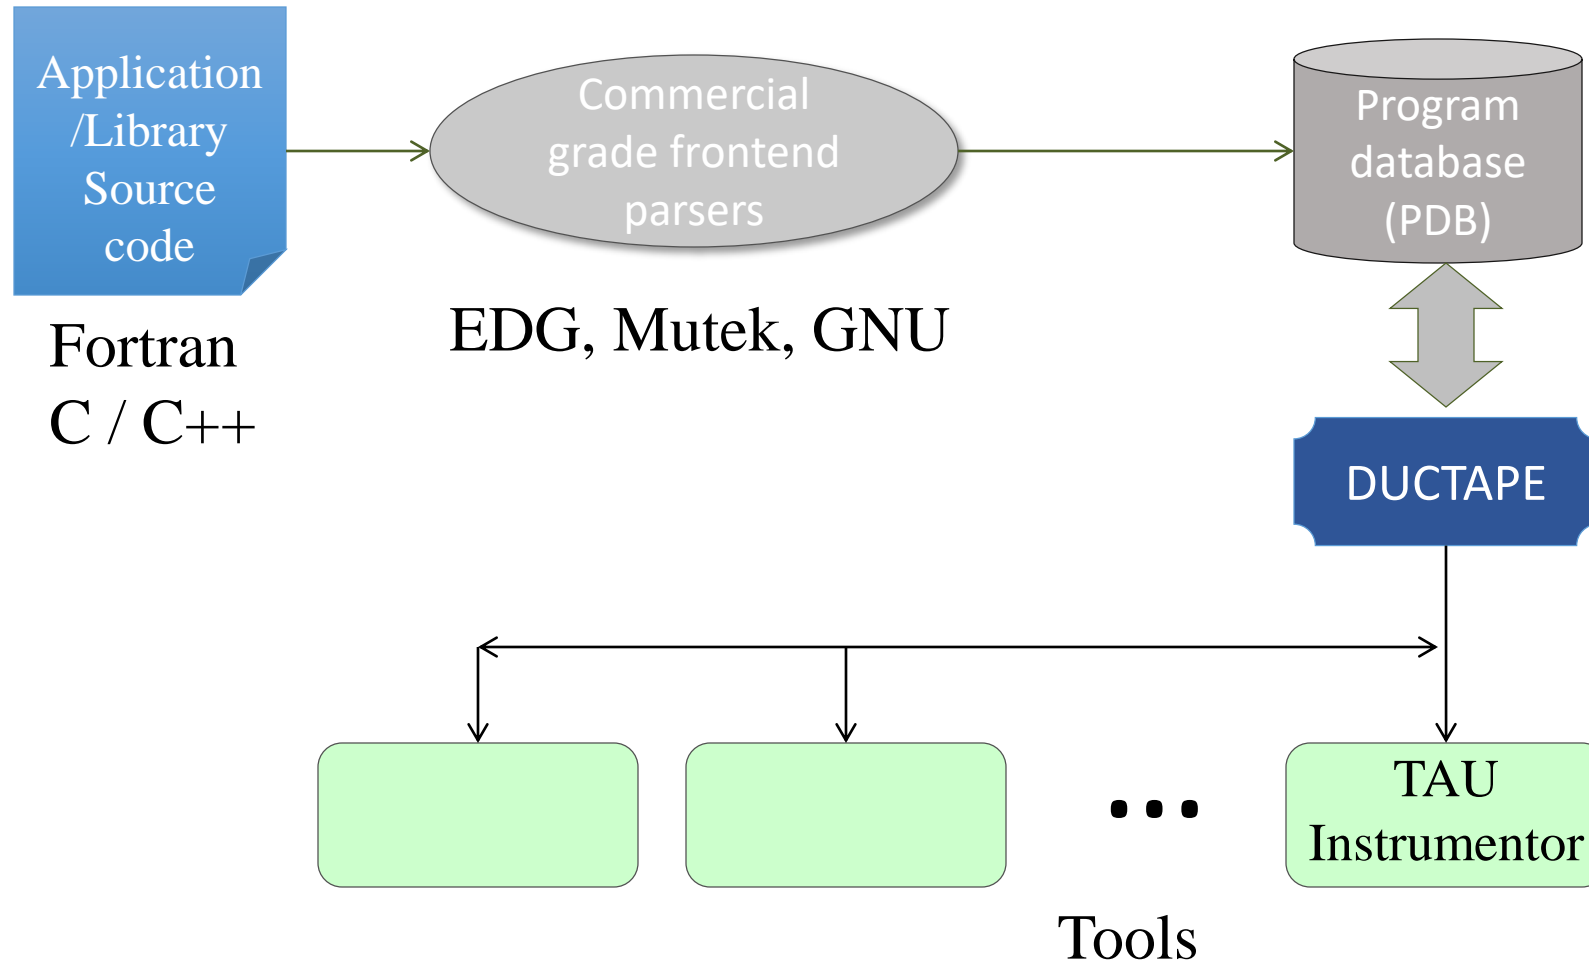 Application
/Library
Source
code
Commercial
grade frontend
parsers
Program
database
(PDB)
Fortran
C / C++
EDG, Mutek, GNU
DUCTAPE
...
TAU
Instrumentor
Tools